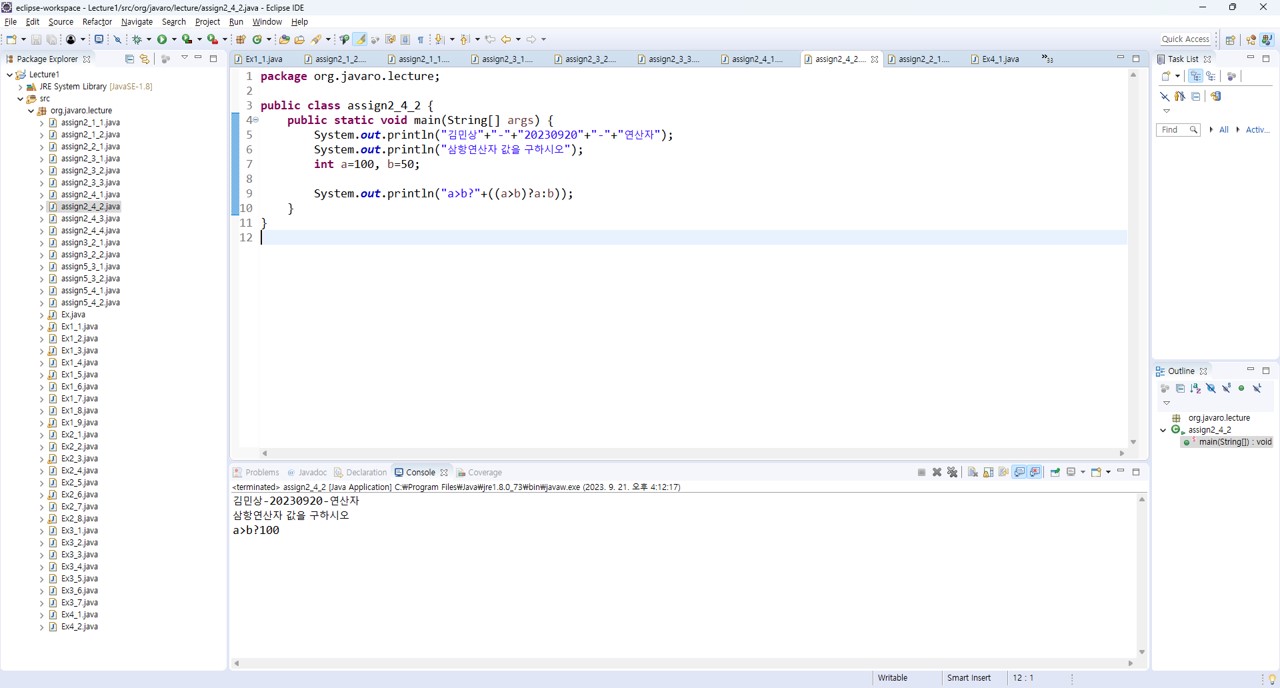 eclipse-workspace - Lecture1/src/org/javaro/lecture/assign2_4_2.java - Eclipse IDE
File Edit Source Refactor Navigate Search Project Run Window Help
Quick Access
Package Explorer
Lecture1
JRE System Library [JavaSE-1.8]
src
org.javaro.lecture
assign2_1_1.java
assign2_1_2.java
assign2_2_1.java
assign2_3_1.java
assign2_3_2.java
assign2_3_3.java
assign2_4_1.java
assign2_4_2.java
assign2_4_3.java
assign2_4_4.java
assign3_2_1.java
assign3_2_2.java
assign5_3_1.java
assign5_3_2.java
assign5_4_1.java
assign5_4_2.java
Ex.java
Ex1_1.java
Ex1_2.java
Ex1_3.java
Ex1_4.java
Ex1_5.java
Ex1_6.java
Ex1_7.java
Ex1_8.java
Ex1_9.java
Ex2_1.java
Ex2_2.java
Ex2_3.java
Ex2_4.java
Ex2_5.java
Ex2_6.java
Ex2_7.java
Ex2_8.java
Ex3_1.java
Ex3_2.java
Ex3_3.java
Ex3_4.java
Ex3_5.java
Ex3_6.java
Ex3_7.java
Ex4_1.java
Ex4_2.java
Ex1_1.java assign2_1_2.... assign2_1_1.... assign2_3_1.... assign2_3_2.... assign2_3_3.... assign2_4_1.... assign2_4_2.... assign2_2_1.... Ex4_1.java »33
1 package org.javaro.lecture;
2
3 public class assign2_4_2 {
4 public static void main(String[] args) {
5 System.out.println("김민상"+"-"+"20230920"+"-"+"연산자");
6 System.out.println("삼항연산자 값을 구하시오");
7 int a=100, b=50;
8
9 System.out.println("a>b?"+((a>b)?a:b));
10 }
11 }
12
Problems Javadoc Declaration Console Coverage
<terminated> assign2_4_2 [Java Application] C:₩Program Files₩Java₩jre1.8.0_73₩bin₩javaw.exe (2023. 9. 21. 오후 4:12:17)
김민상-20230920-연산자
삼항연산자 값을 구하시오
a>b?100
Task List
Find All Activ...
Outline
org.javaro.lecture
assign2_4_2
main(String[]) : void
Writable Smart Insert 12 : 1